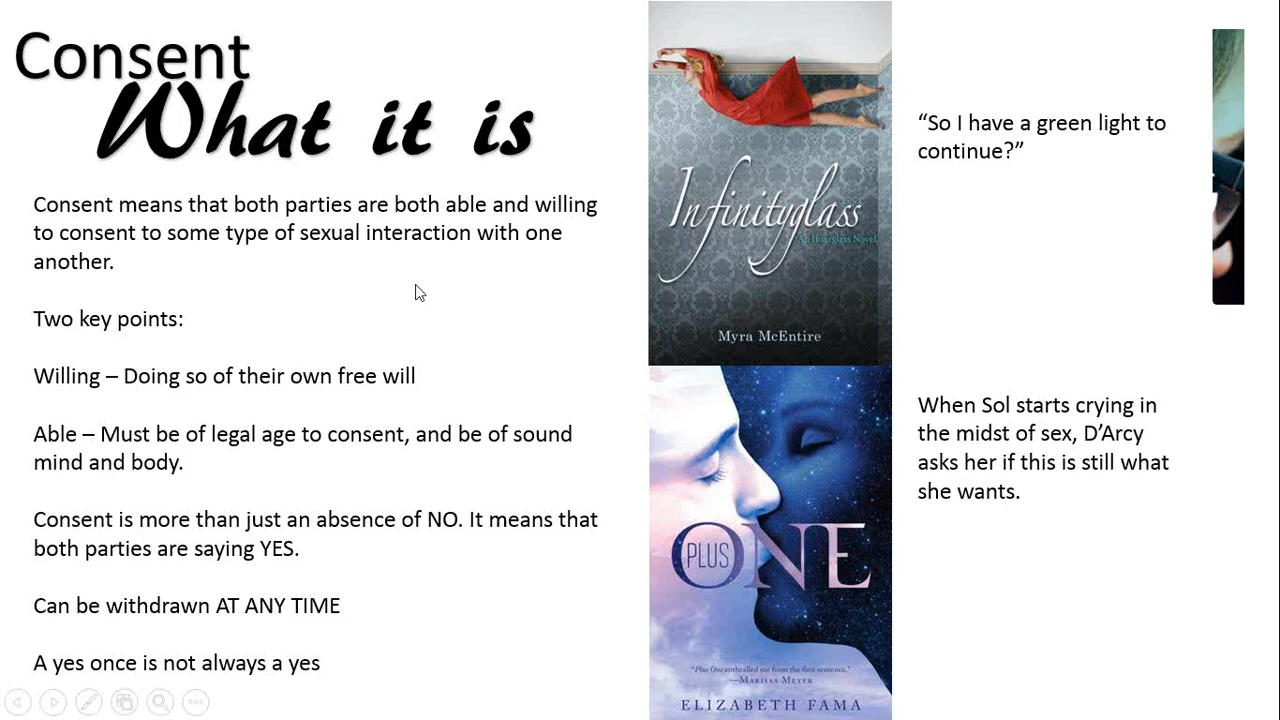 Consent
What it is
Consent means that both parties are both able and willing
to consent to some type of sexual interaction with one
another.
Two key points:
Willing – Doing so of their own free will
Able – Must be of legal age to consent, and be of sound
mind and body.
Consent is more than just an absence of NO. It means that
both parties are saying YES.
Can be withdrawn AT ANY TIME
A yes once is not always a yes
Infinityglass
An Hourglass Novel
Myra McEntire
“So I have a green light to
continue?”
PLUS ONE
“Plus One enthralled me from the first sentence.”
—Marissa Meyer
ELIZABETH FAMA
When Sol starts crying in
the midst of sex, D’Arcy
asks her if this is still what
she wants.